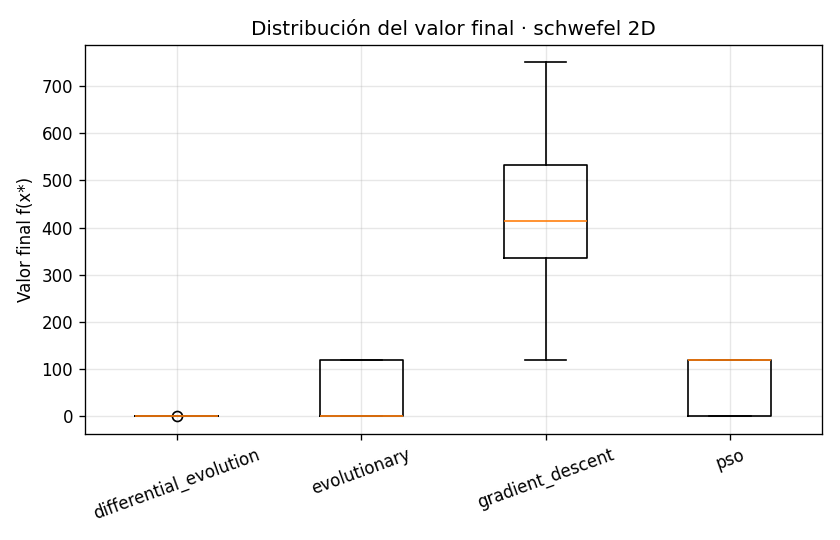 Distribución del valor final · schwefel 2D
Valor final f(x*)
700
600
500
400
300
200
100
0
differential_evolution
evolutionary
gradient_descent
pso